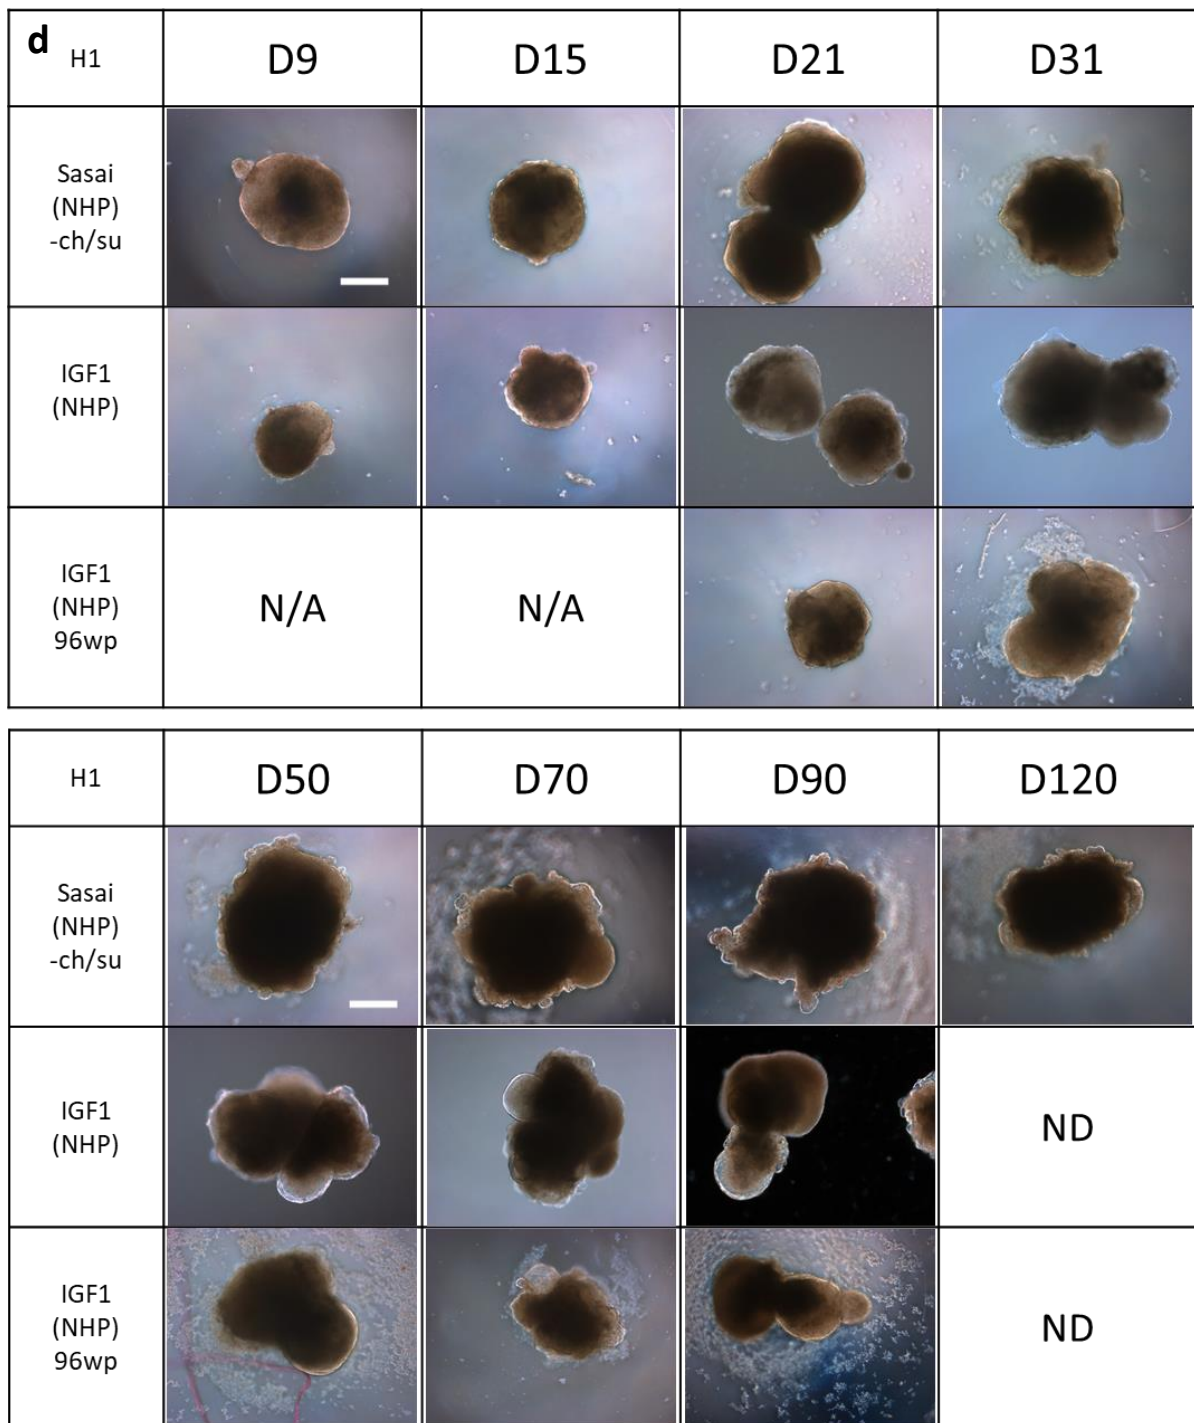 d
H1
D9
D15
D21
D31
Sasai
(NHP)
-ch/su
IGF1
(NHP)
IGF1
(NHP)
96wp
N/A
N/A
H1
D50
D70
D90
D120
Sasai
(NHP)
-ch/su
IGF1
(NHP)
ND
IGF1
(NHP)
96wp
ND